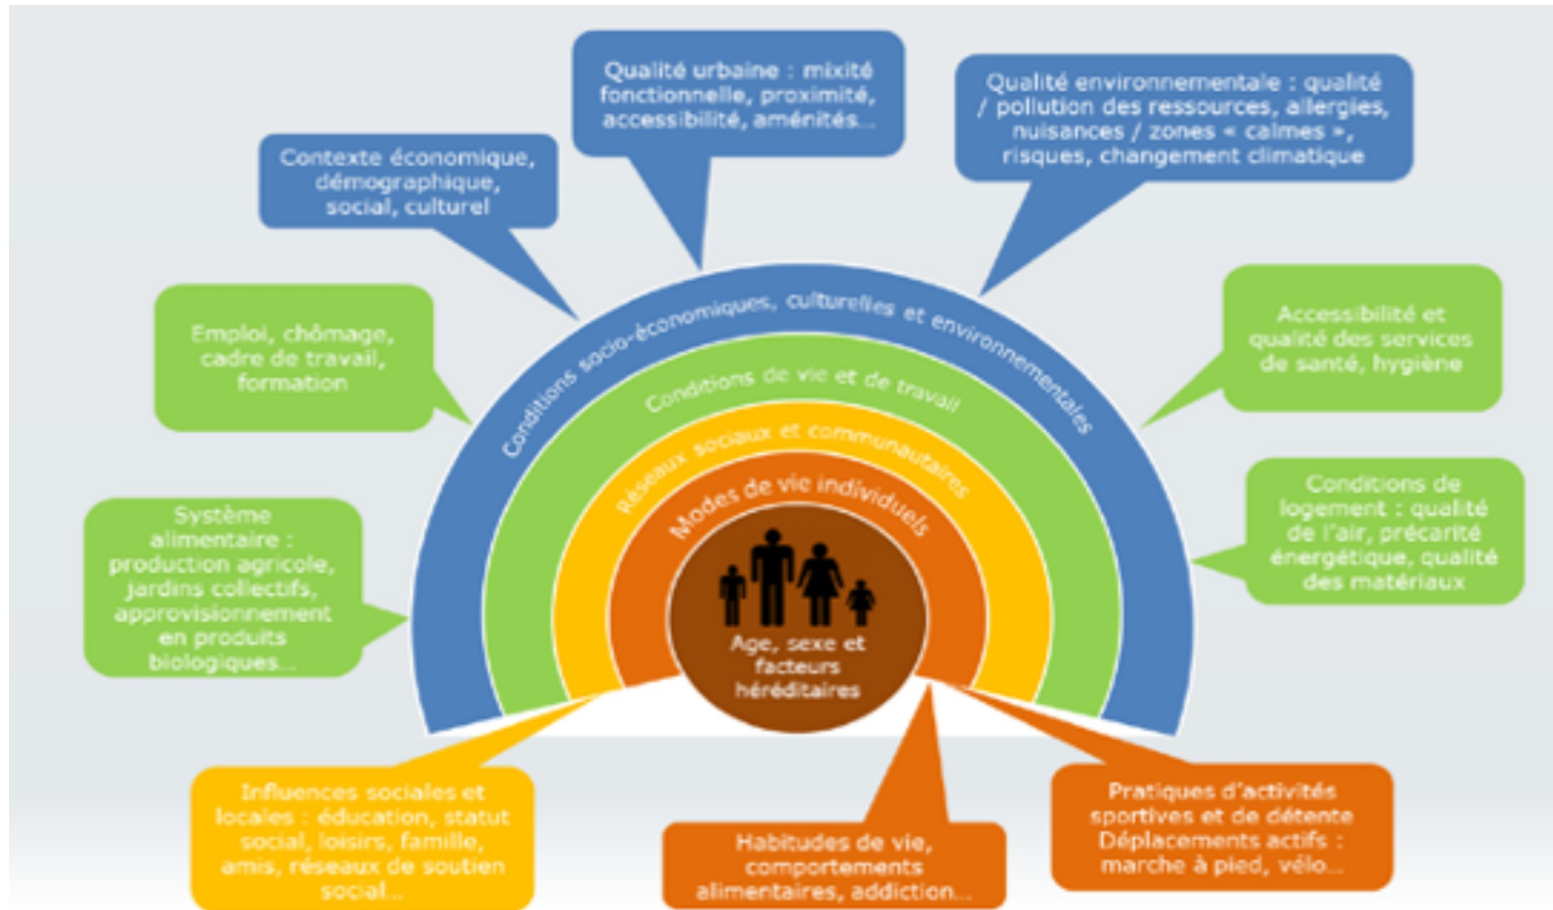 Qualité urbaine : mixité
fonctionnelle, proximité,
accessibilité, aménités...
Qualité environnementale : qualité
/ pollution des ressources, allergies,
nuisances / zones « calmes »,
risques, changement climatique
Contexte économique,
démographique,
social, culturel
Emploi, chômage,
cadre de travail,
formation
Accessibilité et
qualité des services
de santé, hygiène
Système
alimentaire :
production agricole,
jardins collectifs,
approvisionnement
en produits
biologiques...
Conditions de
logement : qualité
de l'air, précarité
énergétique, qualité
des matériaux
Conditions socio-économiques, culturelles et environnementales
Conditions de vie et de travail
Réseaux sociaux et communautaires
Modes de vie individuels
Age, sexe et
facteurs
héréditaires
Influences sociales et
locales : éducation, statut
social, loisirs, famille,
amis, réseaux de soutien
social...
Habitudes de vie,
comportements
alimentaires, addiction...
Pratiques d'activités
sportives et de détente
Déplacements actifs :
marche à pied, vélo...